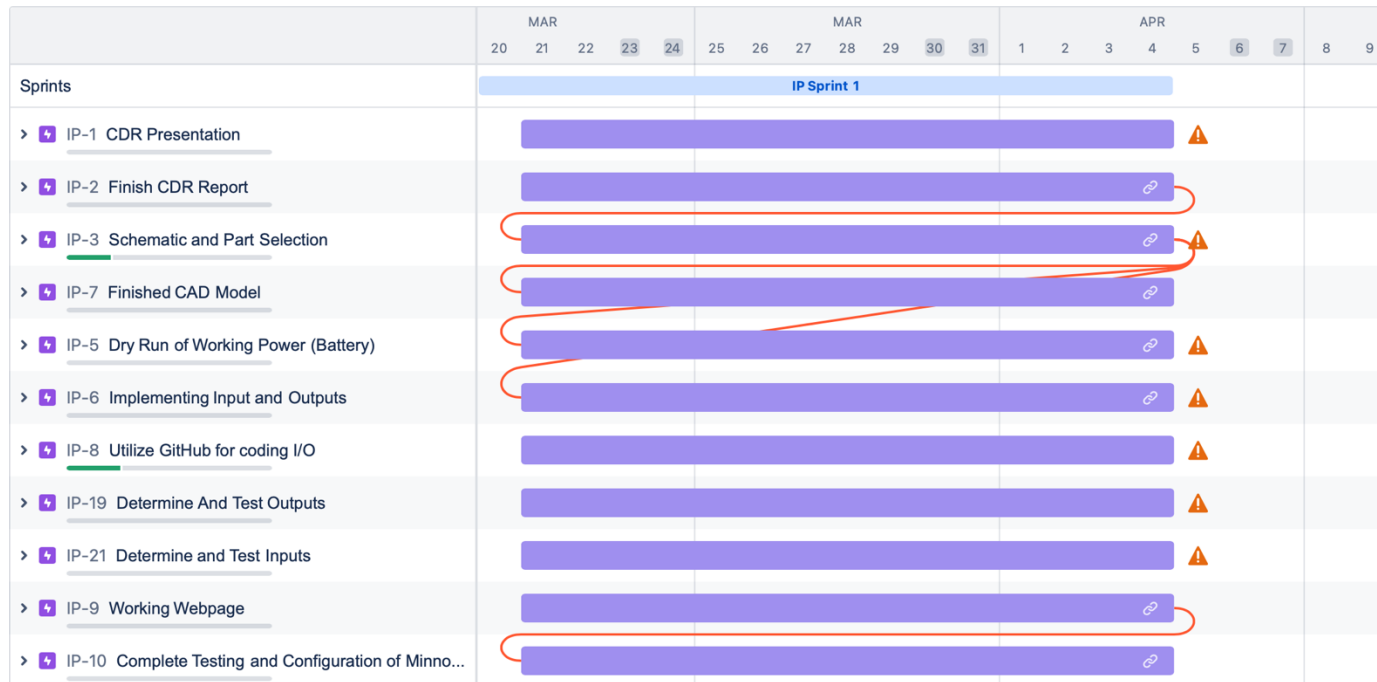 MAR MAR APR
20 21 22 23 24 25 26 27 28 29 30 31 1 2 3 4 5 6 7 8 9
Sprints IP Sprint 1
IP-1 CDR Presentation
IP-2 Finish CDR Report
IP-3 Schematic and Part Selection
IP-7 Finished CAD Model
IP-5 Dry Run of Working Power (Battery)
IP-6 Implementing Input and Outputs
IP-8 Utilize GitHub for coding I/O
IP-19 Determine And Test Outputs
IP-21 Determine and Test Inputs
IP-9 Working Webpage
IP-10 Complete Testing and Configuration of Minno...